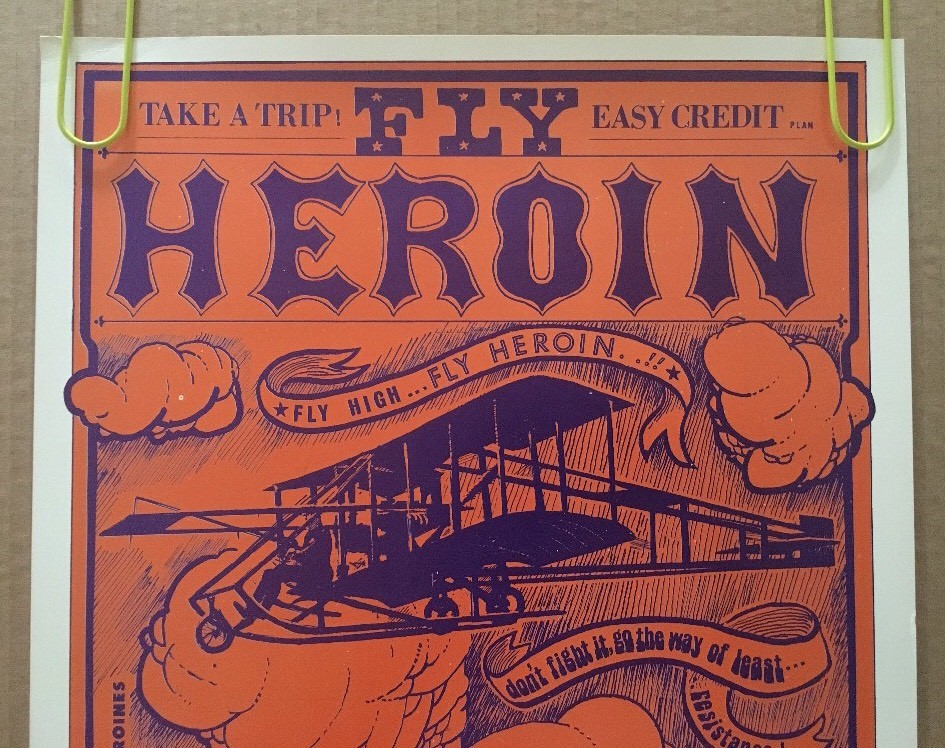 TAKE A TRIP! FLY EASY CREDIT PLAN
HEROIN
★FLY HIGH...FLY HEROIN...!!★
don't fight it, go the way of least...